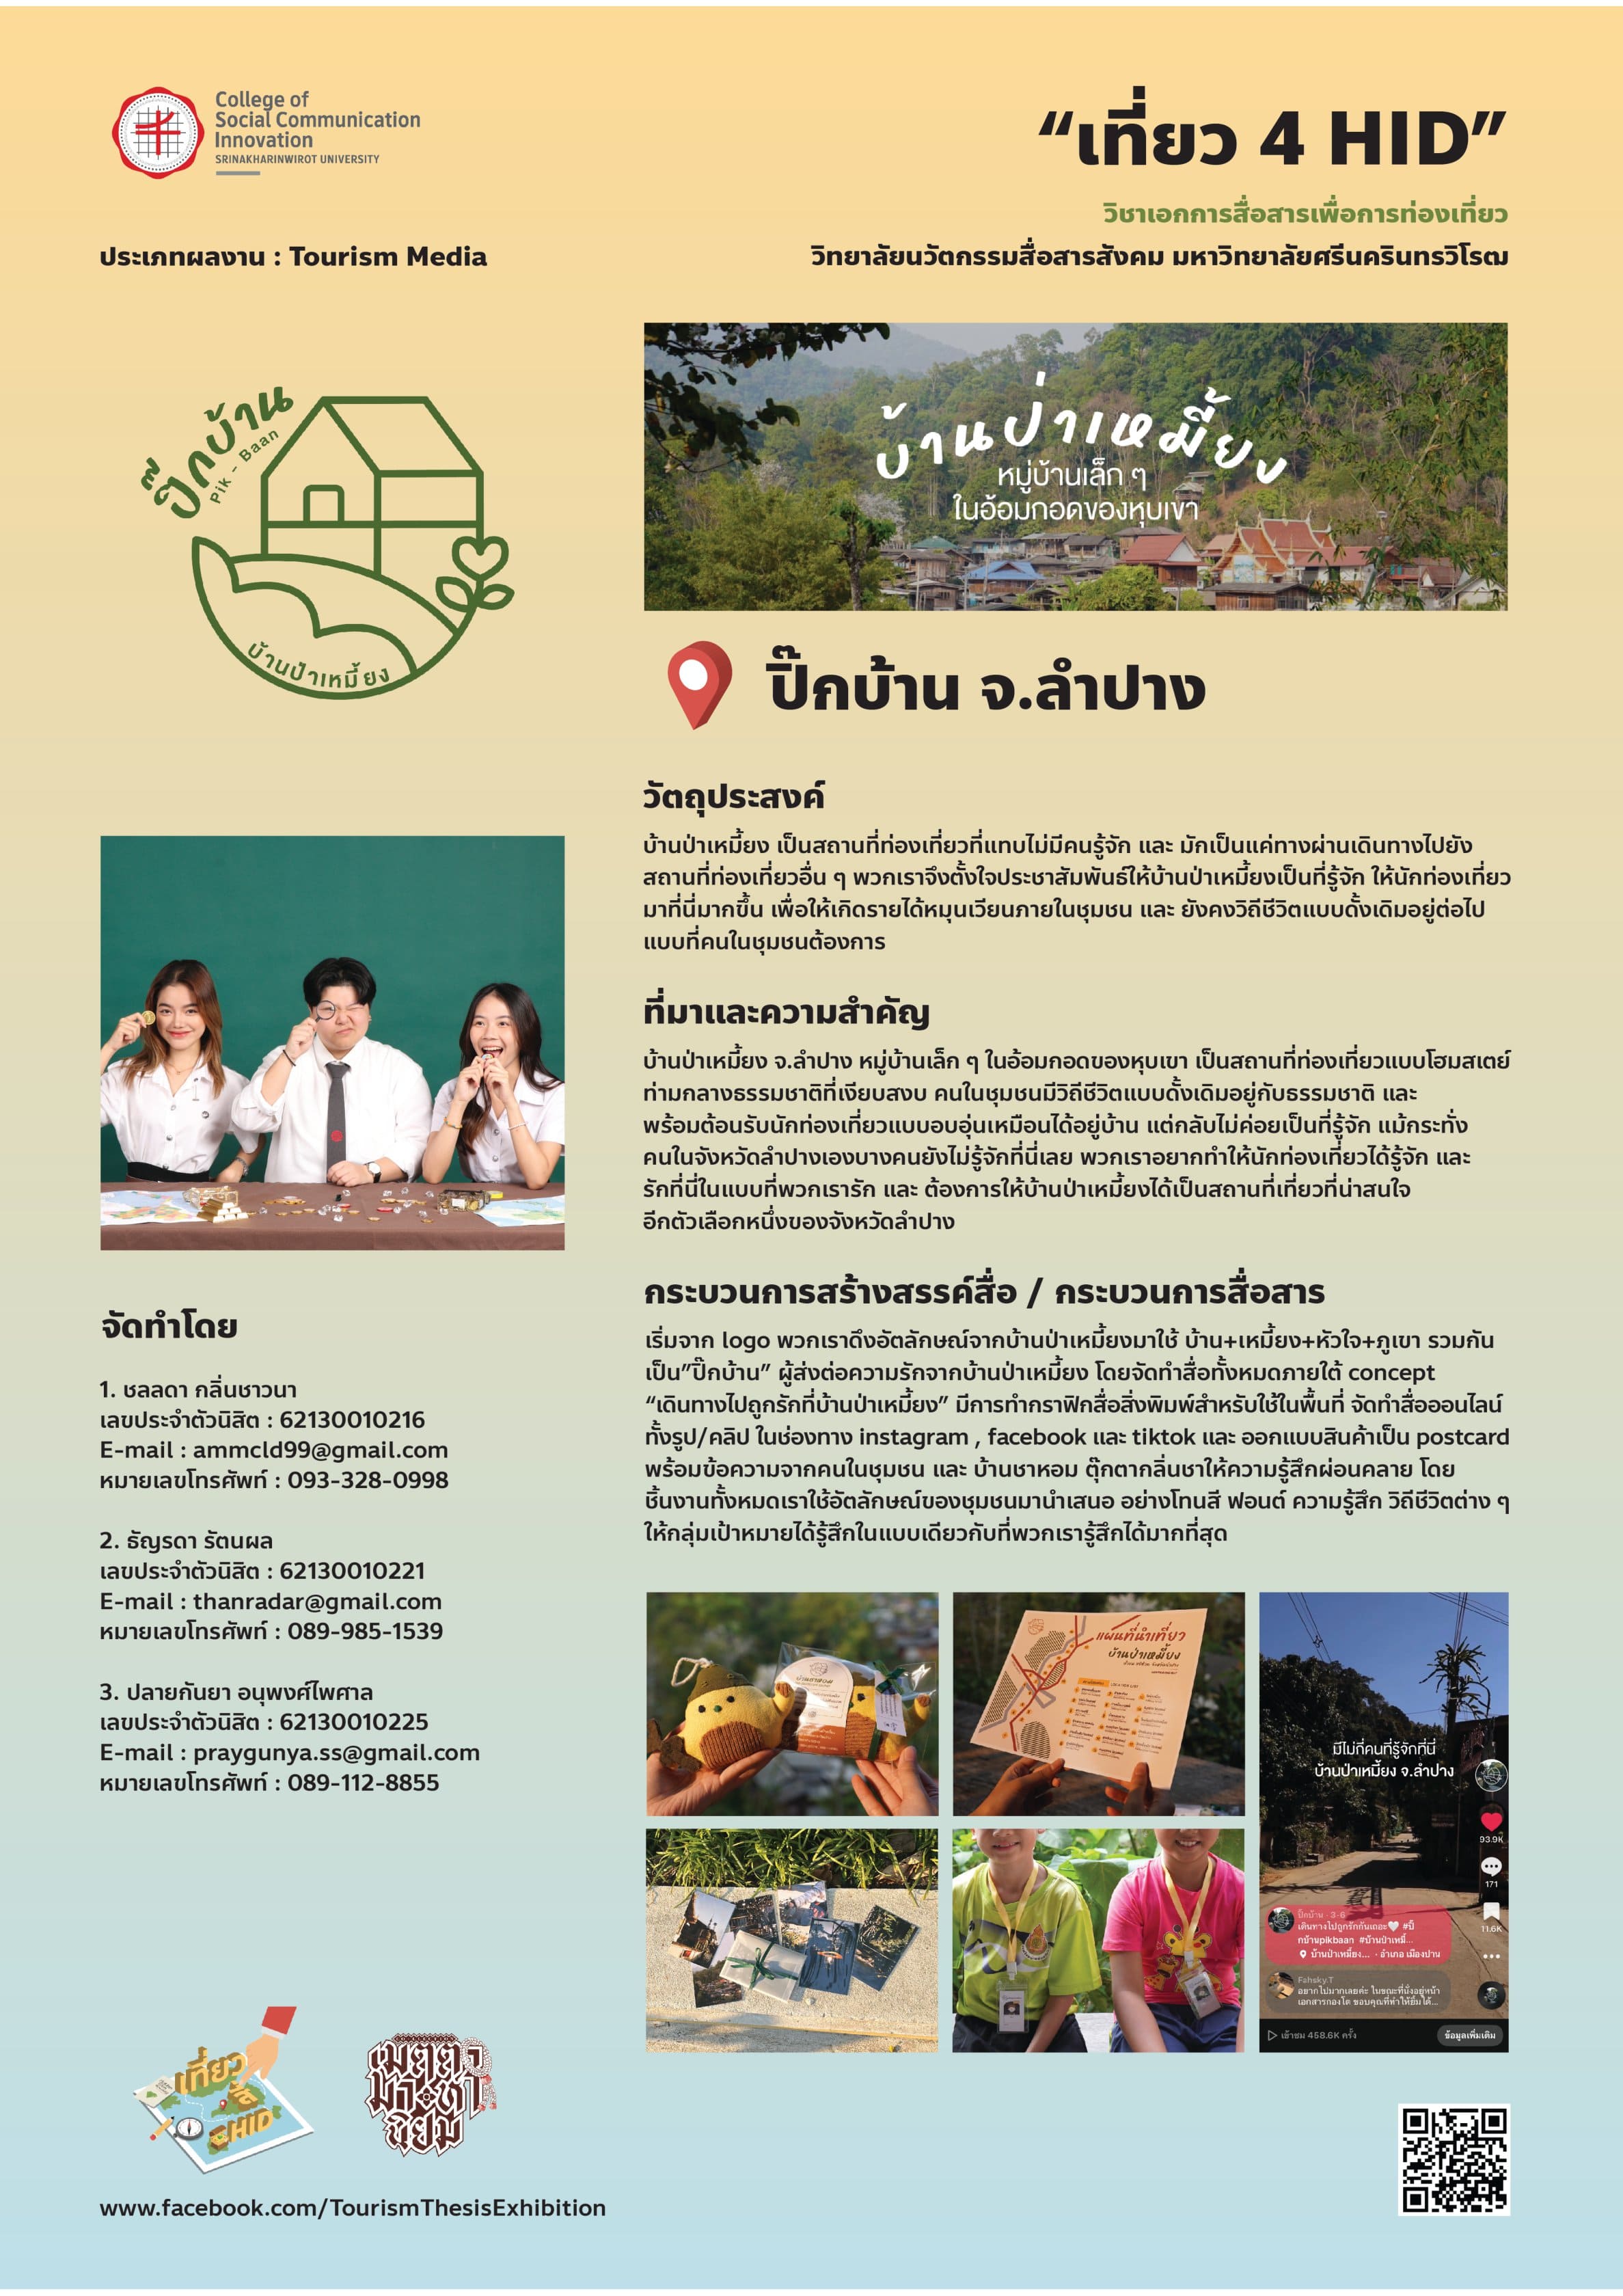 College of
Social Communication
Innovation
SRINAKHARINWIROT UNIVERSITY
“เที่ยว 4 HID”
วิชาเอกการสื่อสารเพื่อการท่องเที่ยว
ประเภทผลงาน : Tourism Media
วิทยาลัยนวัตกรรมสื่อสารสังคม มหาวิทยาลัยศรีนครินทรวิโรฒ
ปิ๊กบ้าน
Pik - Baan
บ้านป่าเหมี้ยง
บ้านป่าเหมี้ยง
หมู่บ้านเล็ก ๆ
ในอ้อมกอดของหุบเขา
ปิ๊กบ้าน จ.ลำปาง
วัตถุประสงค์
บ้านป่าเหมี้ยง เป็นสถานที่ท่องเที่ยวที่แทบไม่มีคนรู้จัก และ มักเป็นแค่ทางผ่านเดินทางไปยัง
สถานที่ท่องเที่ยวอื่น ๆ พวกเราจึงตั้งใจประชาสัมพันธ์ให้บ้านป่าเหมี้ยงเป็นที่รู้จัก ให้นักท่องเที่ยว
มาที่นี่มากขึ้น เพื่อให้เกิดรายได้หมุนเวียนภายในชุมชน และ ยังคงวิถีชีวิตแบบดั้งเดิมอยู่ต่อไป
แบบที่คนในชุมชนต้องการ
ที่มาและความสำคัญ
บ้านป่าเหมี้ยง จ.ลำปาง หมู่บ้านเล็ก ๆ ในอ้อมกอดของหุบเขา เป็นสถานที่ท่องเที่ยวแบบโฮมสเตย์
ท่ามกลางธรรมชาติที่เงียบสงบ คนในชุมชนมีวิถีชีวิตแบบดั้งเดิมอยู่กับธรรมชาติ และ
พร้อมต้อนรับนักท่องเที่ยวแบบอบอุ่นเหมือนได้อยู่บ้าน แต่กลับไม่ค่อยเป็นที่รู้จัก แม้กระทั่ง
คนในจังหวัดลำปางเองบางคนยังไม่รู้จักที่นี่เลย พวกเราอยากทำให้นักท่องเที่ยวได้รู้จัก และ
รักที่นี่ในแบบที่พวกเรารัก และ ต้องการให้บ้านป่าเหมี้ยงได้เป็นสถานที่เที่ยวที่น่าสนใจ
อีกตัวเลือกหนึ่งของจังหวัดลำปาง
กระบวนการสร้างสรรค์สื่อ / กระบวนการสื่อสาร
เริ่มจาก logo พวกเราดึงอัตลักษณ์จากบ้านป่าเหมี้ยงมาใช้ บ้าน+เหมี้ยง+หัวใจ+ภูเขา รวมกัน
เป็น”ปิ๊กบ้าน” ผู้ส่งต่อความรักจากบ้านป่าเหมี้ยง โดยจัดทำสื่อทั้งหมดภายใต้ concept
“เดินทางไปถูกรักที่บ้านป่าเหมี้ยง” มีการทำกราฟิกสื่อสิ่งพิมพ์สำหรับใช้ในพื้นที่ จัดทำสื่อออนไลน์
ทั้งรูป/คลิป ในช่องทาง instagram , facebook และ tiktok และ ออกแบบสินค้าเป็น postcard
พร้อมข้อความจากคนในชุมชน และ บ้านชาหอม ตุ๊กตากลิ่นชาให้ความรู้สึกผ่อนคลาย โดย
ชิ้นงานทั้งหมดเราใช้อัตลักษณ์ของชุมชนมานำเสนอ อย่างโทนสี ฟอนต์ ความรู้สึก วิถีชีวิตต่าง ๆ
ให้กลุ่มเป้าหมายได้รู้สึกในแบบเดียวกับที่พวกเรารู้สึกได้มากที่สุด
จัดทำโดย
1. ชลลดา กลิ่นชาวนา
เลขประจำตัวนิสิต : 62130010216
E-mail : ammcld99@gmail.com
หมายเลขโทรศัพท์ : 093-328-0998
2. ธัญรดา รัตนผล
เลขประจำตัวนิสิต : 62130010221
E-mail : thanradar@gmail.com
หมายเลขโทรศัพท์ : 089-985-1539
3. ปลายกันยา อนุพงศ์ไพศาล
เลขประจำตัวนิสิต : 62130010225
E-mail : praygunya.ss@gmail.com
หมายเลขโทรศัพท์ : 089-112-8855
แผนที่นำเที่ยว
บ้านป่าเหมี้ยง
มีไม่กี่คนที่รู้จักที่นี่
บ้านป่าเหมี้ยง จ.ลำปาง
93.9K
171
11.6K
ปิ๊กบ้าน · 3-6
เดินทางไปถูกรักกันเถอะ🤍 #ปิ๊
กบ้านpikbaan #บ้านป่าเหมี้...
บ้านป่าเหมี้ยง... · อำเภอ เมืองปาน
Fahsky.T
อยากไปมากเลยค่ะ ในขณะที่นั่งอยู่หน้า
เอกสารกองโต ขอบคุณที่ทำให้ยิ้มได้...
เข้าชม 458.6K ครั้ง
ข้อมูลเพิ่มเติม
เที่ยว
สี่
HID
เมตตา
มหา
นิยม
www.facebook.com/TourismThesisExhibition